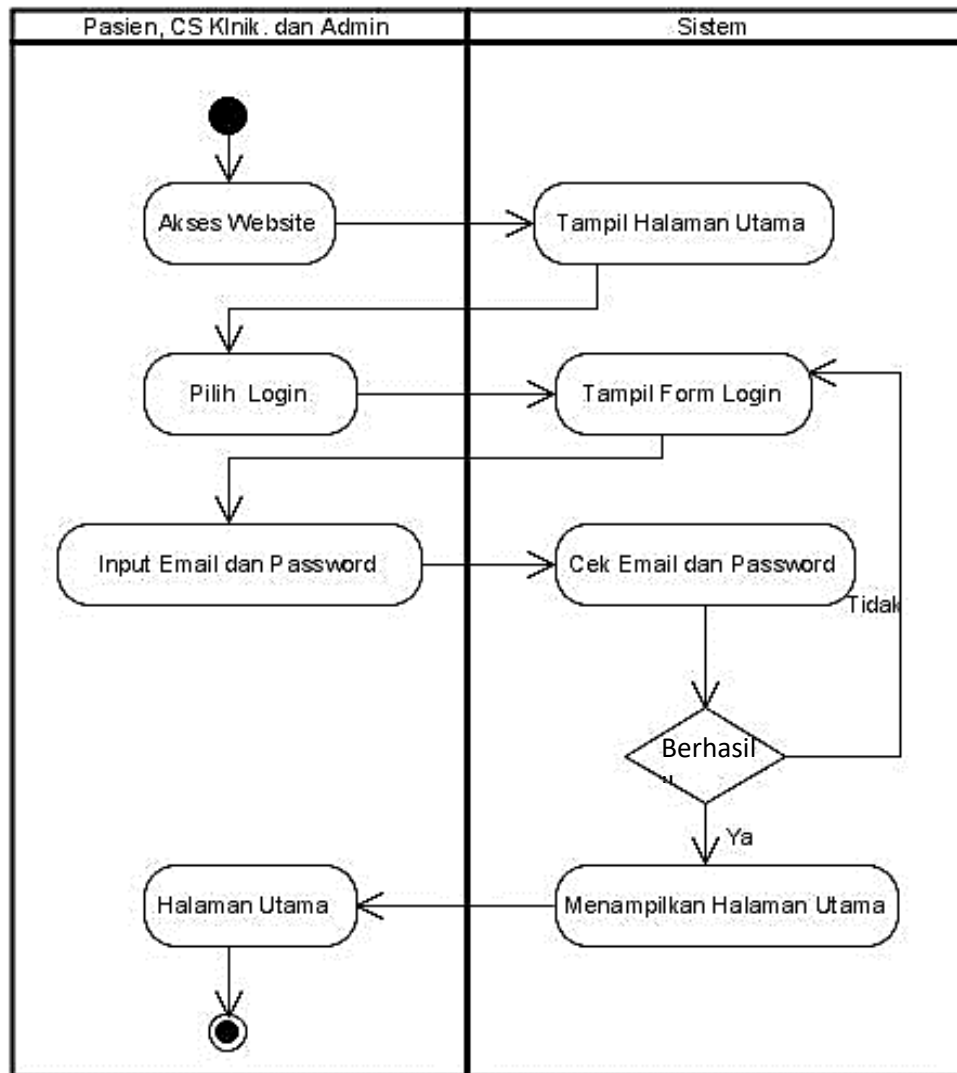 Pasien, CS KInik. dan Admin
Sistem
Akses Website
Tampil Halaman Utama
Pilih Login
Tampil Form Login
Input Email dan Password
Cek Email dan Password
Tidak
Berhasil
Ya
Halaman Utama
Menampilkan Halaman Utama